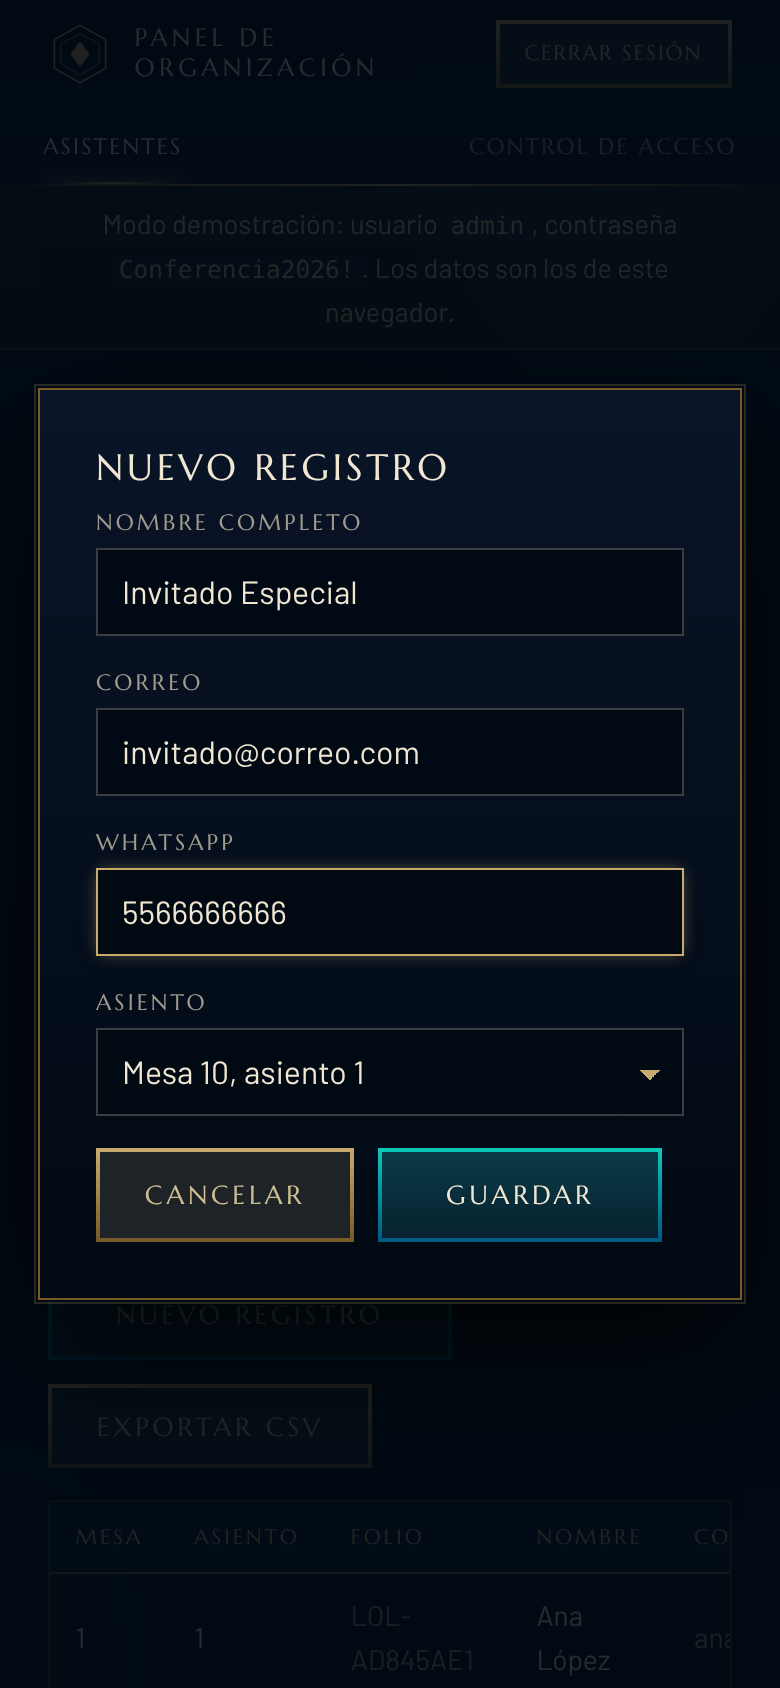 PANEL DE
ORGANIZACIÓN
CERRAR SESIÓN
ASISTENTES
CONTROL DE ACCESO
Modo demostración: usuario admin , contraseña
Conferencia2026! . Los datos son los de este
navegador.
NUEVO REGISTRO
NOMBRE COMPLETO
Invitado Especial
CORREO
invitado@correo.com
WHATSAPP
5566666666
ASIENTO
Mesa 10, asiento 1
CANCELAR
GUARDAR
NUEVO REGISTRO
EXPORTAR CSV
MESA ASIENTO FOLIO NOMBRE CO
1 1 LOL- Ana ana
AD845AE1 López